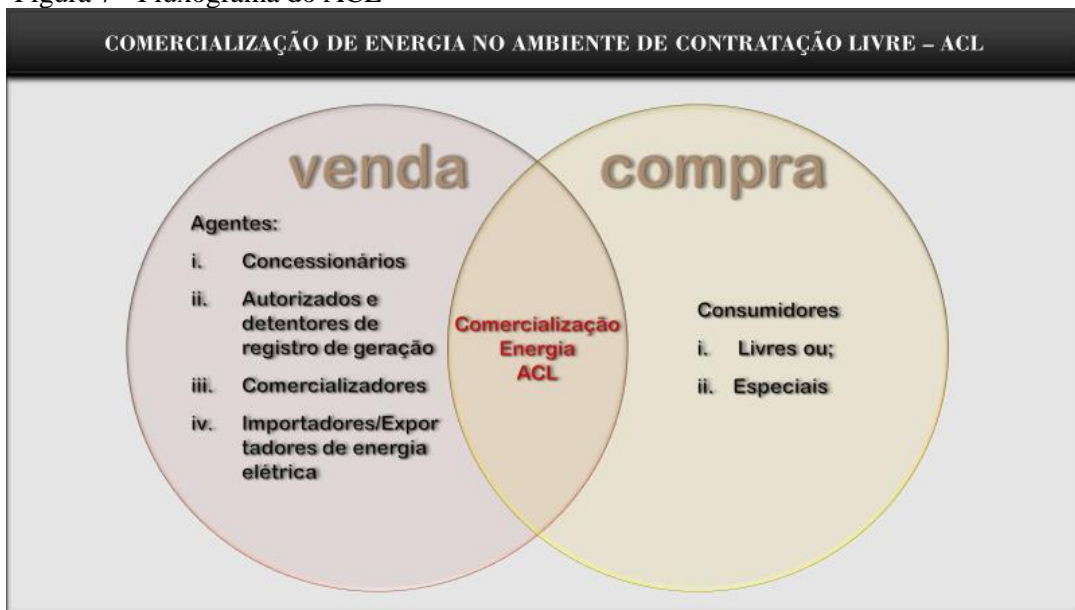 Figura 7 - Fluxograma do ACL
COMERCIALIZAÇÃO DE ENERGIA NO AMBIENTE DE CONTRATAÇÃO LIVRE – ACL
venda
Agentes:
i. Concessionários
ii. Autorizados e
detentores de
registro de geração
iii. Comercializadores
iv. Importadores/Expor
tadores de energia
elétrica
Comercialização
Energia
ACL
compra
Consumidores
i. Livres ou;
ii. Especiais